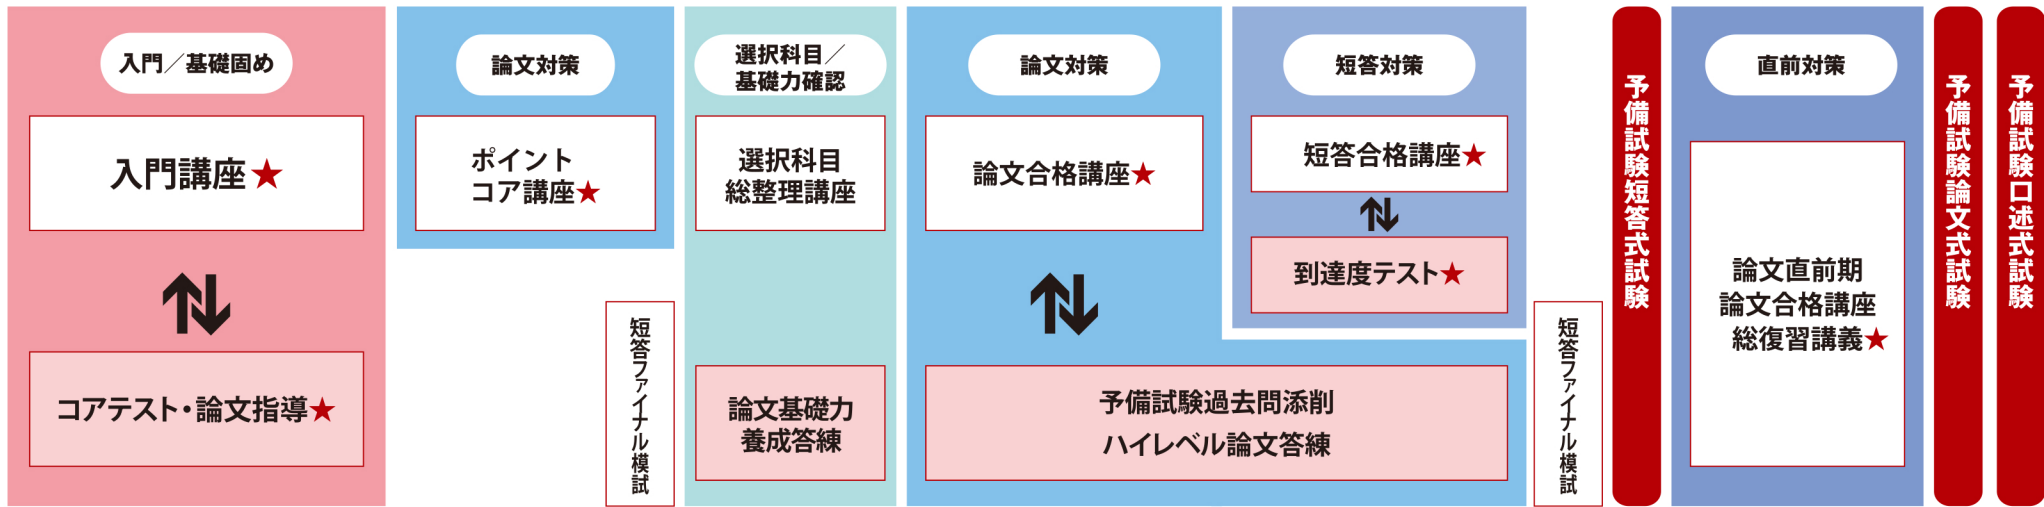 入門／基礎固め
入門講座★
コアテスト・論文指導★
論文対策
ポイント
コア講座★
短答ファイナル模試
選択科目／
基礎力確認
選択科目
総整理講座
論文基礎力
養成答練
論文対策
論文合格講座★
予備試験過去問添削
ハイレベル論文答練
短答対策
短答合格講座★
到達度テスト★
短答ファイナル模試
予備試験短答式試験
直前対策
論文直前期
論文合格講座
総復習講義★
予備試験論文式試験
予備試験口述式試験